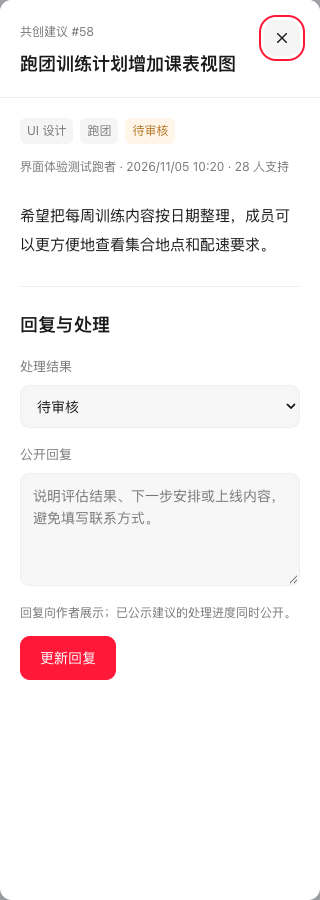 共创建议 #58
跑团训练计划增加课表视图
UI 设计
跑团
待审核
界面体验测试跑者 · 2026/11/05 10:20 · 28 人支持
希望把每周训练内容按日期整理，成员可
以更方便地查看集合地点和配速要求。
回复与处理
处理结果
待审核
公开回复
说明评估结果、下一步安排或上线内容，
避免填写联系方式。
回复向作者展示；已公示建议的处理进度同时公开。
更新回复